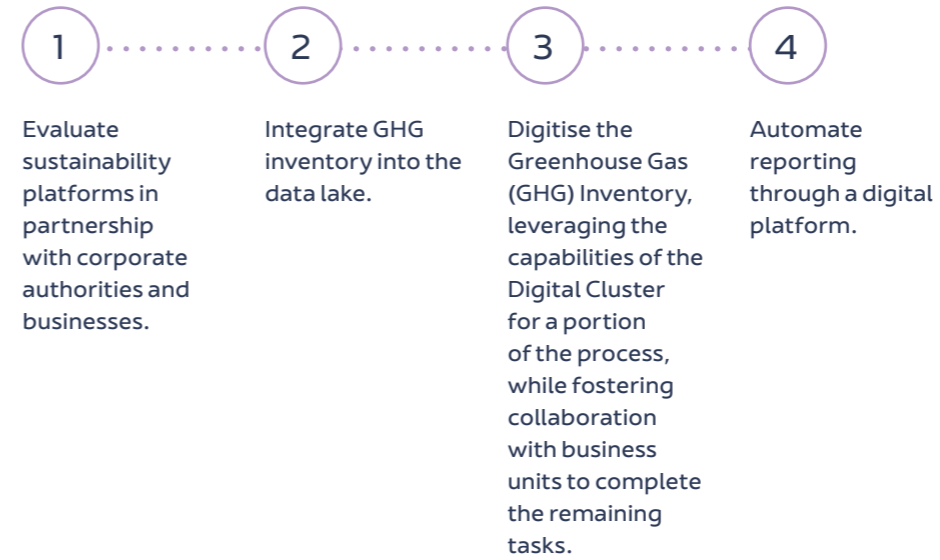 1
Evaluate
sustainability
platforms in
partnership
with corporate
authorities and
businesses.
2
Integrate GHG
inventory into the
data lake.
3
Digitise the
Greenhouse Gas
(GHG) Inventory,
leveraging the
capabilities of the
Digital Cluster
for a portion
of the process,
while fostering
collaboration
with business
units to complete
the remaining
tasks.
4
Automate
reporting
through a digital
platform.